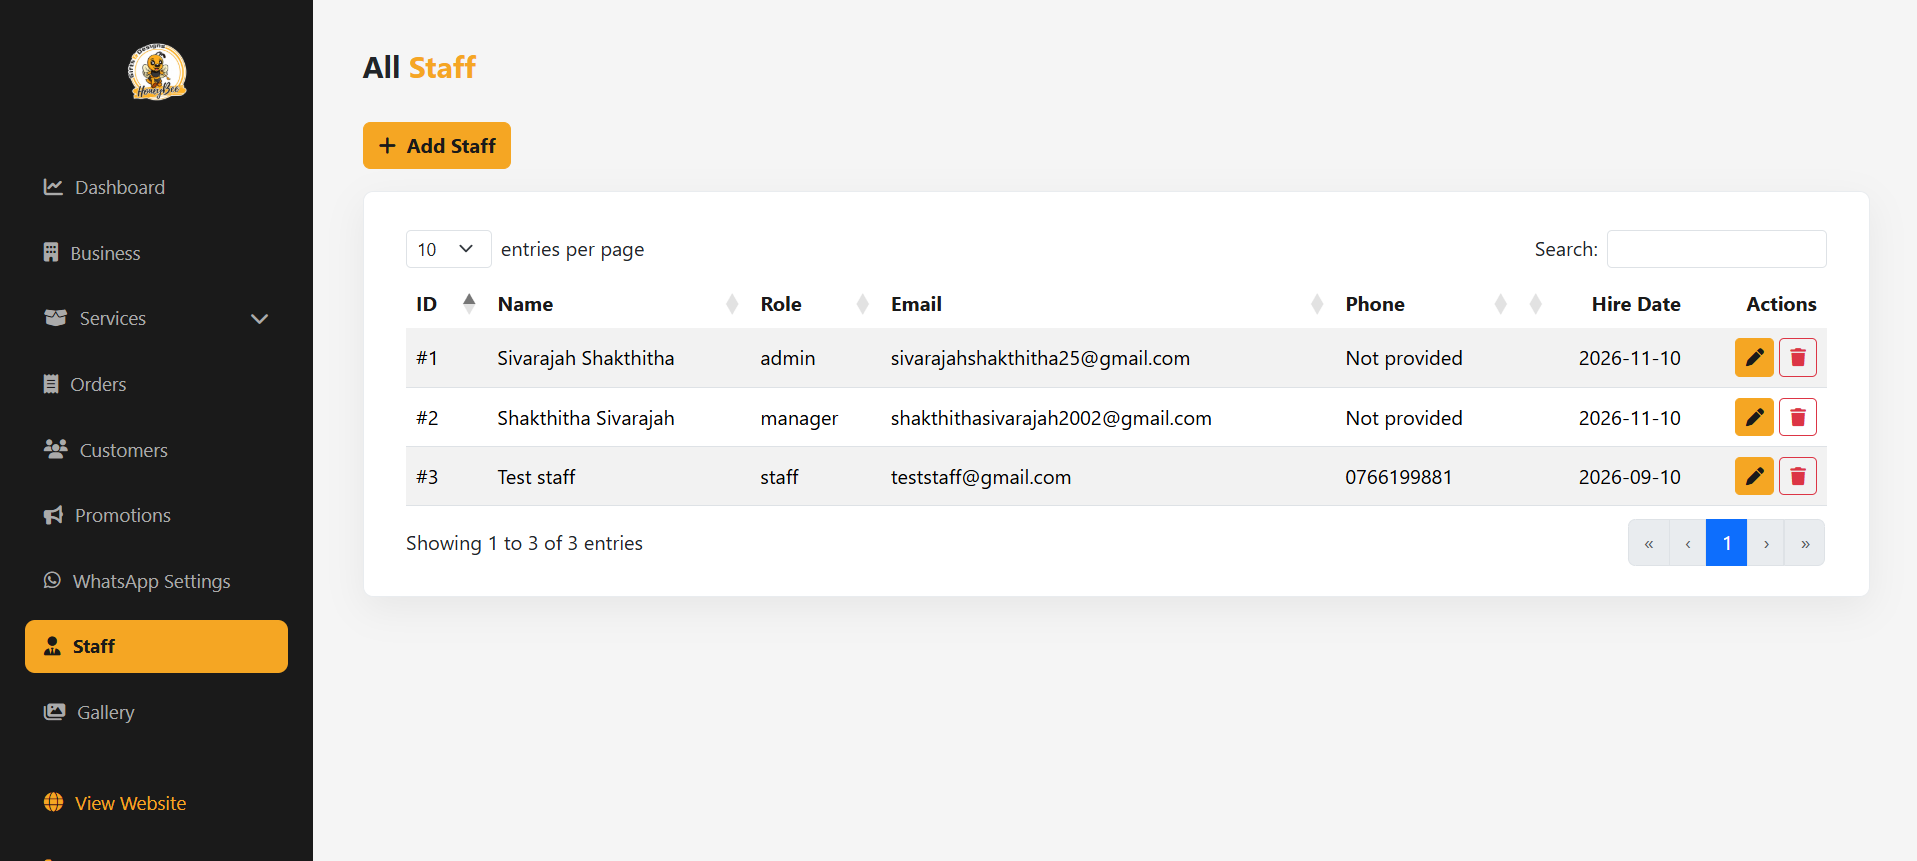 Designs
HoneyBee
Dashboard
Business
Services
Orders
Customers
Promotions
WhatsApp Settings
Staff
Gallery
View Website
All Staff
+ Add Staff
10 entries per page
Search:
ID Name Role Email Phone Hire Date Actions
#1 Sivarajah Shakthitha admin sivarajahshakthitha25@gmail.com Not provided 2026-11-10
#2 Shakthitha Sivarajah manager shakthithasivarajah2002@gmail.com Not provided 2026-11-10
#3 Test staff staff teststaff@gmail.com 0766199881 2026-09-10
Showing 1 to 3 of 3 entries
« ‹ 1 › »